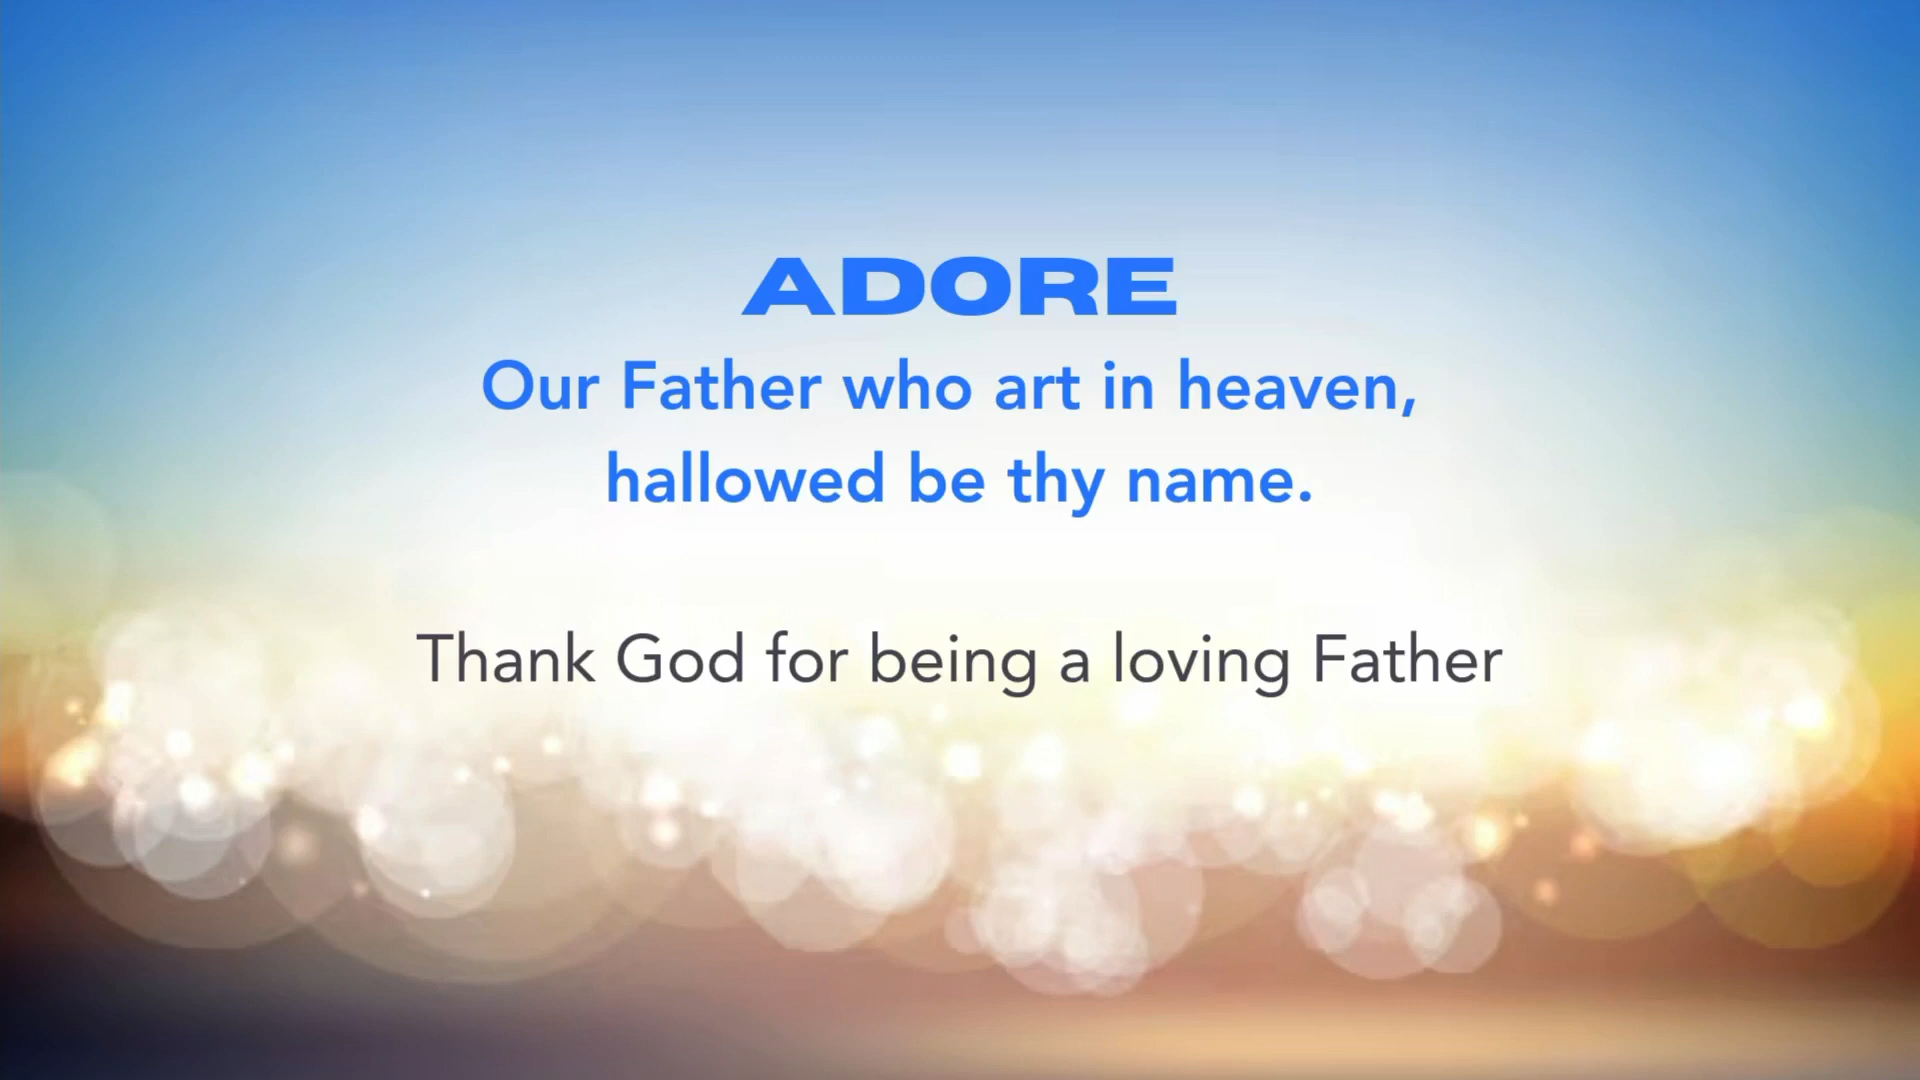 ADORE
Our Father who art in heaven,
hallowed be thy name.
Thank God for being a loving Father